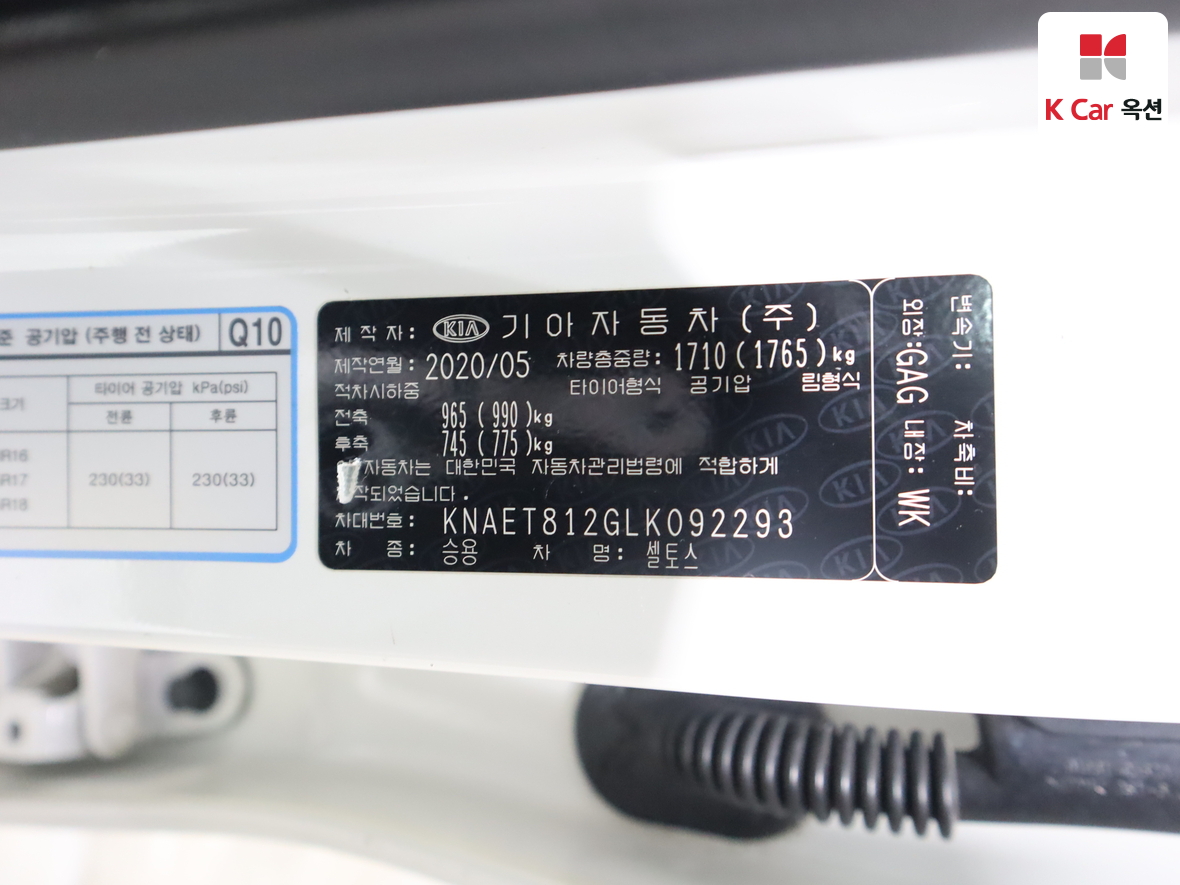 K Car 옥션
준 공기압 (주행 전 상태) Q10
크기 타이어 공기압 kPa(psi)
전륜 후륜
R16
R17 230(33) 230(33)
R18
제작자: KIA 기아자동차(주)
제작연월: 2020/05 차량총중량: 1710(1765)kg
적차시하중 타이어형식 공기압 림형식
전축 965 ( 990 )kg
후축 745 ( 775 )kg
자동차는 대한민국 자동차관리법령에 적합하게
작되었습니다.
차대번호: KNAET812GLK092293
차 종: 승용 차 명: 셀토스
변속기: 차축비:
외장:GAG 내장: WK